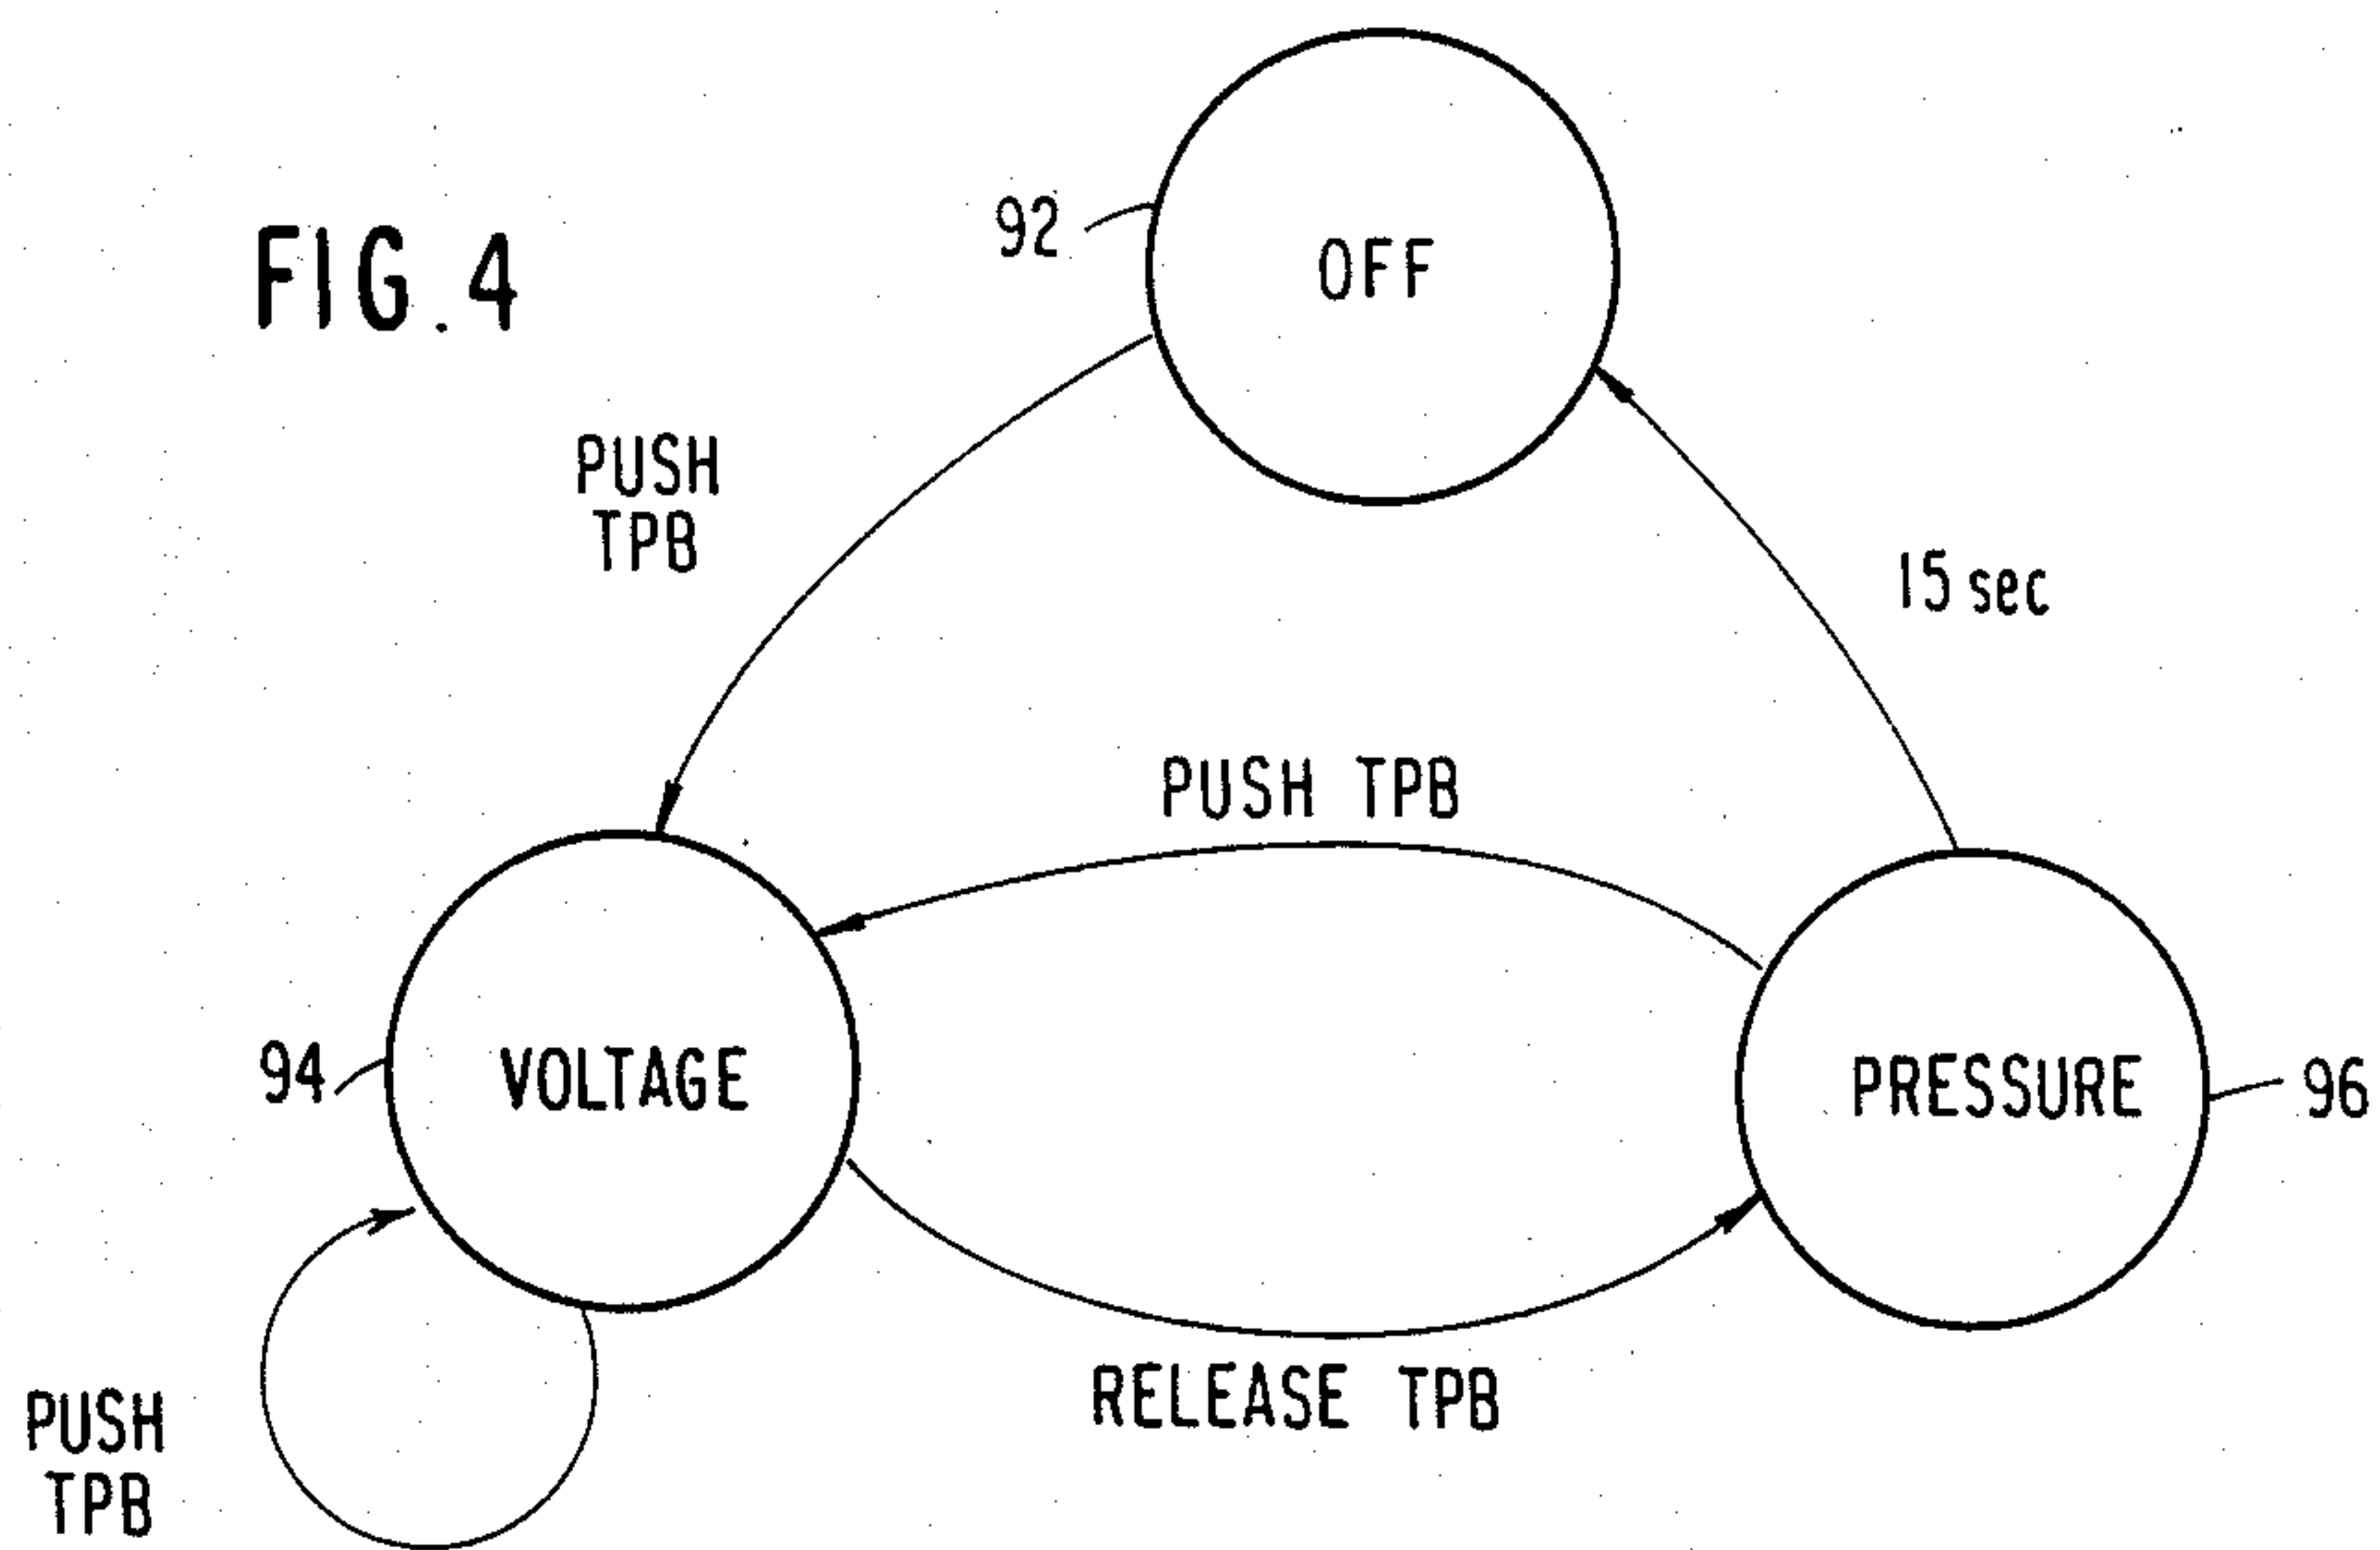 FIG. 4
92
OFF
PUSH
TPB
15 sec
PUSH TPB
94
VOLTAGE
PRESSURE
96
RELEASE TPB
PUSH
TPB